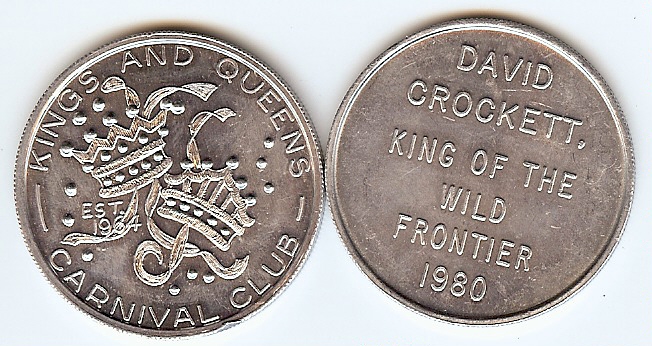 KINGS AND QUEENS
EST.
1964
CARNIVAL CLUB
DAVID
CROCKETT,
KING OF THE
WILD
FRONTIER
1980